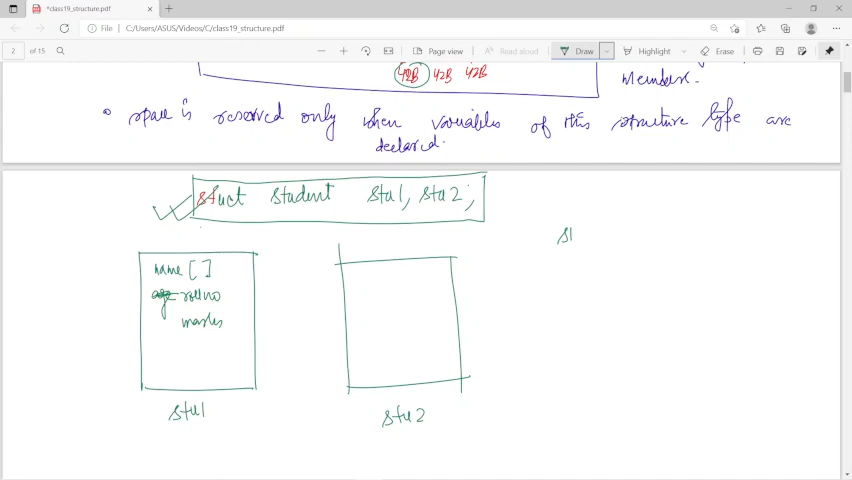 *class19_structure.pdf
File
C:/Users/ASUS/Videos/C/class19_structure.pdf
2 of 15
Page view
Read aloud
Draw
Highlight
Erase
42B 42B 42B
Members.
space is reserved only when variables of this structure type are
declared.
stuct student stu1, stu2;
st
name []
rollno
marks
stu1
stu2